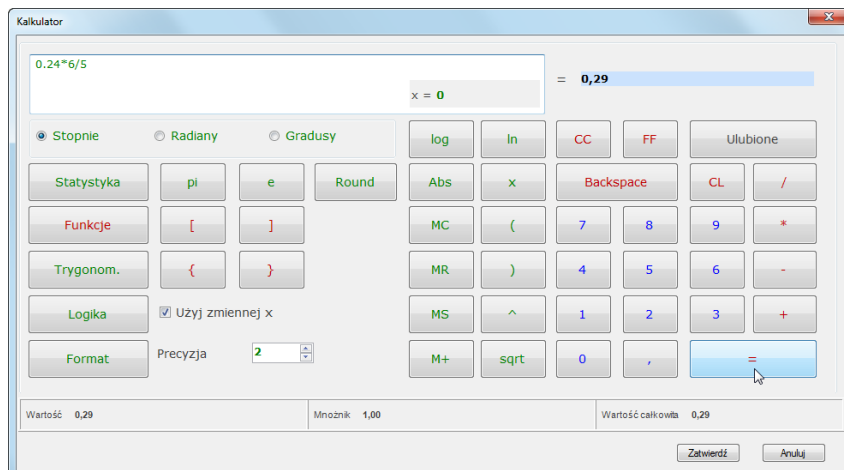 Kalkulator
0.24*6/5
x = 0
= 0,29
Stopnie Radiany Gradusy log ln CC FF Ulubione
Statystyka pi e Round Abs x Backspace CL /
Funkcje [ ] MC ( 7 8 9 *
Trygonom. { } MR ) 4 5 6 -
Logika Użyj zmiennej x MS ^ 1 2 3 +
Format Precyzja 2 M+ sqrt 0 , =
Wartość 0,29 Mnożnik 1,00 Wartość całkowita 0,29
Zatwierdź Anuluj